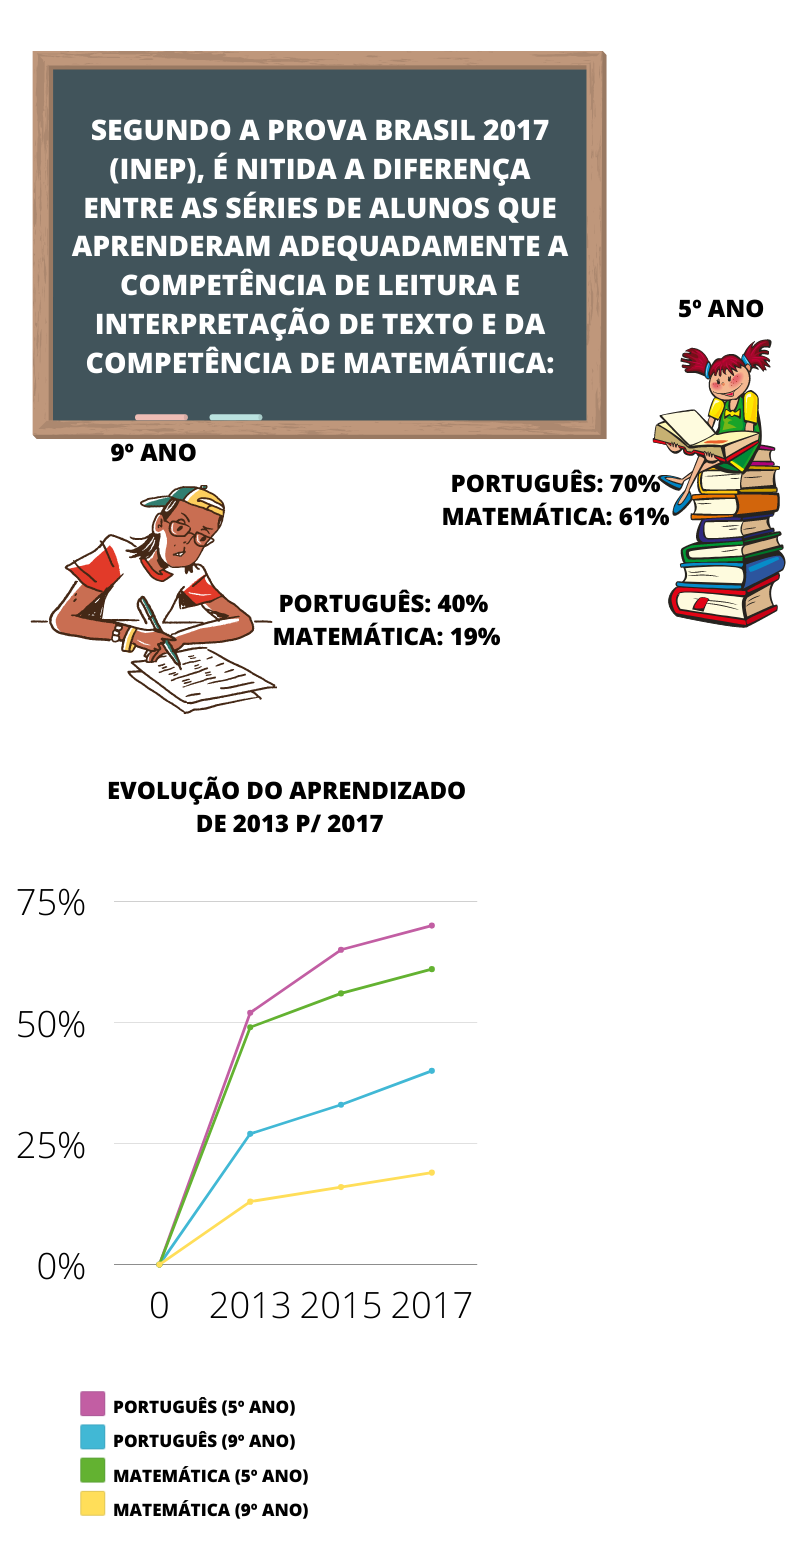 SEGUNDO A PROVA BRASIL 2017
(INEP), É NITIDA A DIFERENÇA
ENTRE AS SÉRIES DE ALUNOS QUE
APRENDERAM ADEQUADAMENTE A
COMPETÊNCIA DE LEITURA E
INTERPRETAÇÃO DE TEXTO E DA
COMPETÊNCIA DE MATEMÁTIICA:
5º ANO
PORTUGUÊS: 70%
MATEMÁTICA: 61%
9º ANO
PORTUGUÊS: 40%
MATEMÁTICA: 19%
EVOLUÇÃO DO APRENDIZADO
DE 2013 P/ 2017
75%
50%
25%
0%
0 2013 2015 2017
PORTUGUÊS (5º ANO)
PORTUGUÊS (9º ANO)
MATEMÁTICA (5º ANO)
MATEMÁTICA (9º ANO)